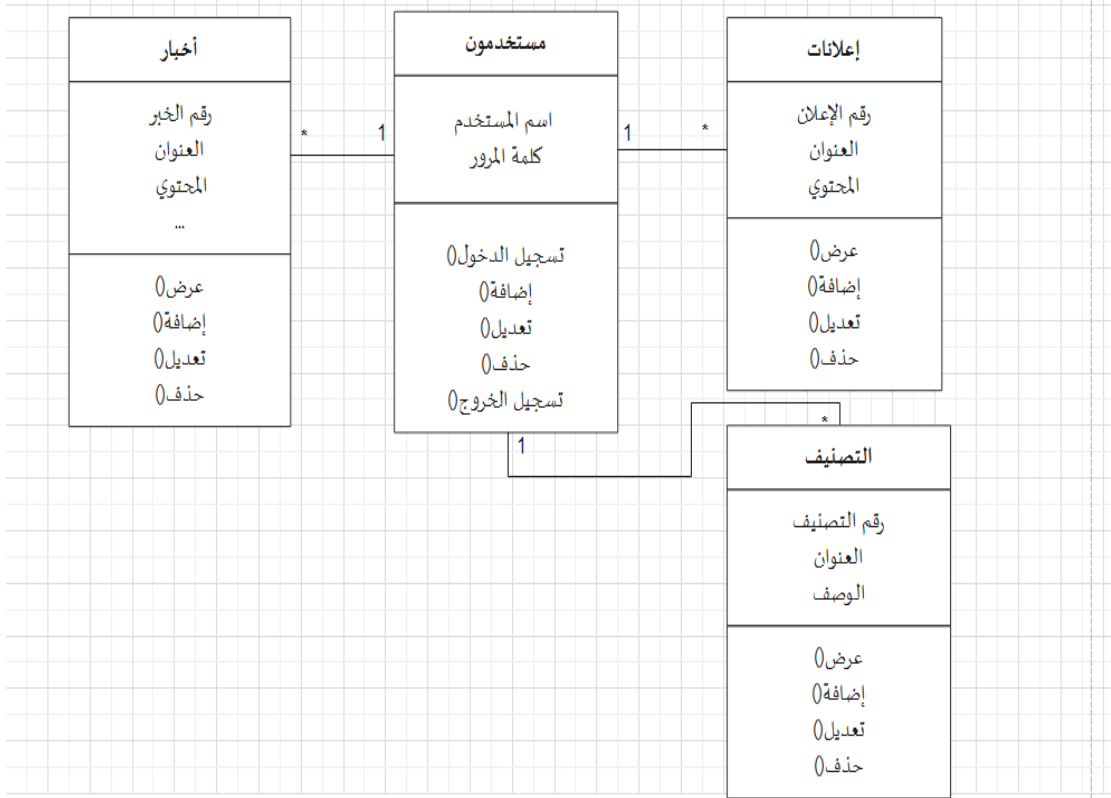 أخبار
رقم الخبر
العنوان
المحتوي
...
عرض()
إضافة()
تعديل()
حذف()
*
1
مستخدمون
اسم المستخدم
كلمة المرور
تسجيل الدخول()
إضافة()
تعديل()
حذف()
تسجيل الخروج()
1
*
إعلانات
رقم الإعلان
العنوان
المحتوي
عرض()
إضافة()
تعديل()
حذف()
1
*
التصنيف
رقم التصنيف
العنوان
الوصف
عرض()
إضافة()
تعديل()
حذف()